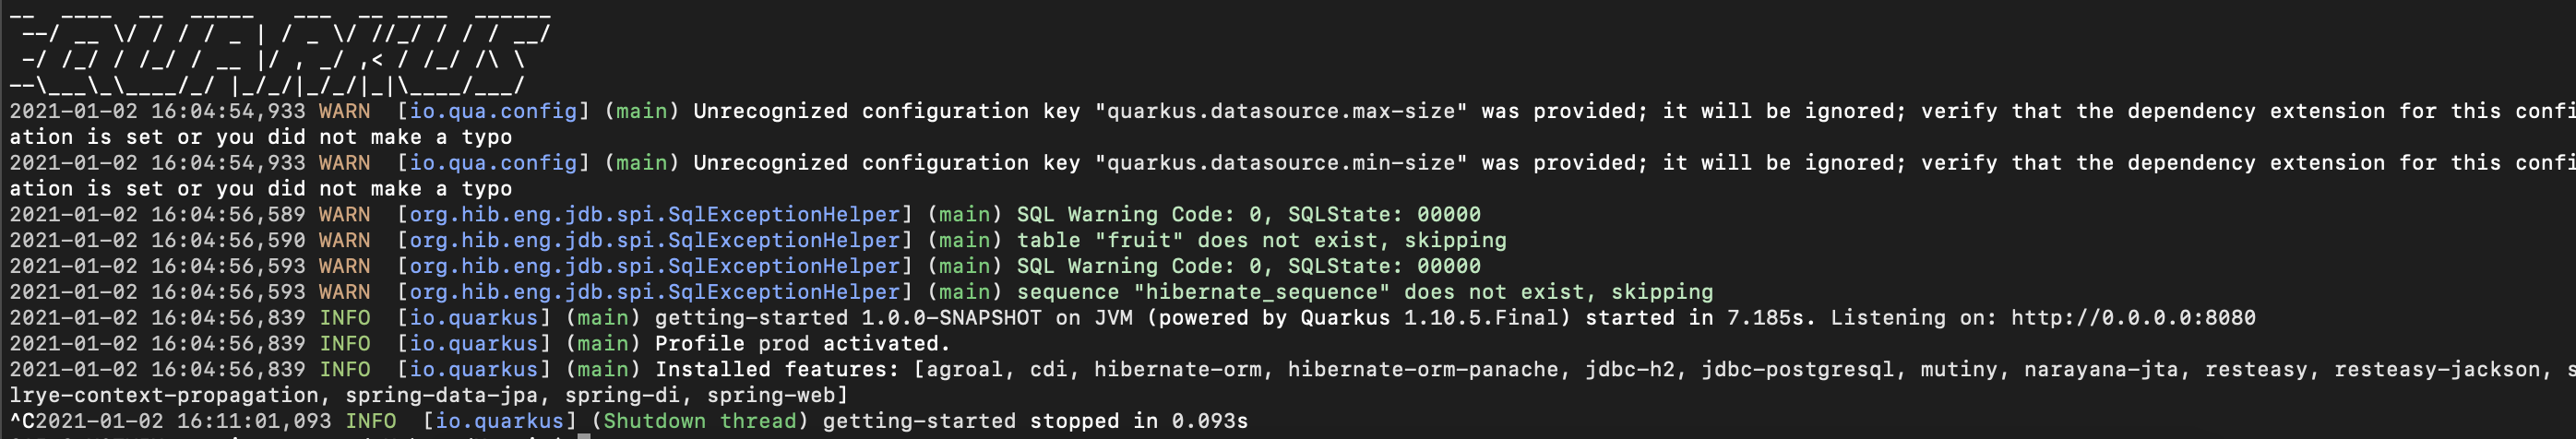 __  ____  __  _____   ___  __ ____  ______
 --/ __ \/ / / / _ | / _ \/ //_/ / / / __/
 -/ /_/ / /_/ / __ |/ , _/ ,< / /_/ /\ \
--\___\_\____/_/ |_/_/|_/_/|_|\____/___/
2021-01-02 16:04:54,933 WARN  [io.qua.config] (main) Unrecognized configuration key "quarkus.datasource.max-size" was provided; it will be ignored; verify that the dependency extension for this confi
ation is set or you did not make a typo
2021-01-02 16:04:54,933 WARN  [io.qua.config] (main) Unrecognized configuration key "quarkus.datasource.min-size" was provided; it will be ignored; verify that the dependency extension for this confi
ation is set or you did not make a typo
2021-01-02 16:04:56,589 WARN  [org.hib.eng.jdb.spi.SqlExceptionHelper] (main) SQL Warning Code: 0, SQLState: 00000
2021-01-02 16:04:56,590 WARN  [org.hib.eng.jdb.spi.SqlExceptionHelper] (main) table "fruit" does not exist, skipping
2021-01-02 16:04:56,593 WARN  [org.hib.eng.jdb.spi.SqlExceptionHelper] (main) SQL Warning Code: 0, SQLState: 00000
2021-01-02 16:04:56,593 WARN  [org.hib.eng.jdb.spi.SqlExceptionHelper] (main) sequence "hibernate_sequence" does not exist, skipping
2021-01-02 16:04:56,839 INFO  [io.quarkus] (main) getting-started 1.0.0-SNAPSHOT on JVM (powered by Quarkus 1.10.5.Final) started in 7.185s. Listening on: http://0.0.0.0:8080
2021-01-02 16:04:56,839 INFO  [io.quarkus] (main) Profile prod activated.
2021-01-02 16:04:56,839 INFO  [io.quarkus] (main) Installed features: [agroal, cdi, hibernate-orm, hibernate-orm-panache, jdbc-h2, jdbc-postgresql, mutiny, narayana-jta, resteasy, resteasy-jackson, s
lrye-context-propagation, spring-data-jpa, spring-di, spring-web]
^C2021-01-02 16:11:01,093 INFO  [io.quarkus] (Shutdown thread) getting-started stopped in 0.093s